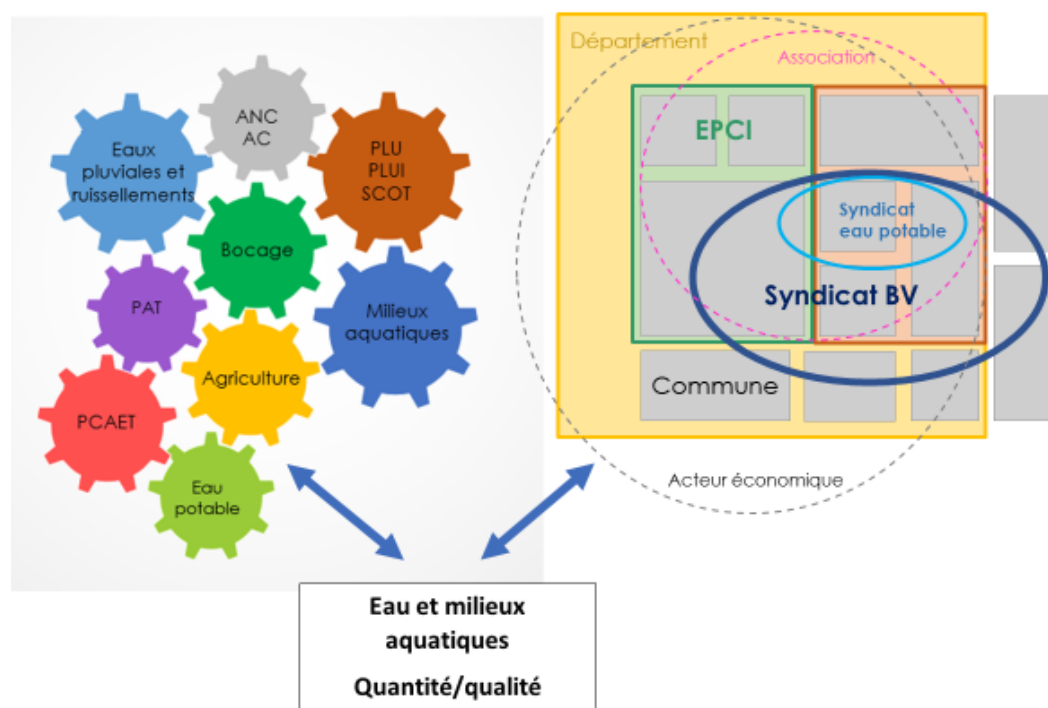 ANC
AC
Eaux
pluviales et
ruissellements
PLU
PLUI
SCOT
Bocage
PAT
Milieux
aquatiques
Agriculture
PCAET
Eau
potable
Département
Association
EPCI
Syndicat
eau potable
Syndicat BV
Commune
Acteur économique
Eau et milieux
aquatiques
Quantité/qualité